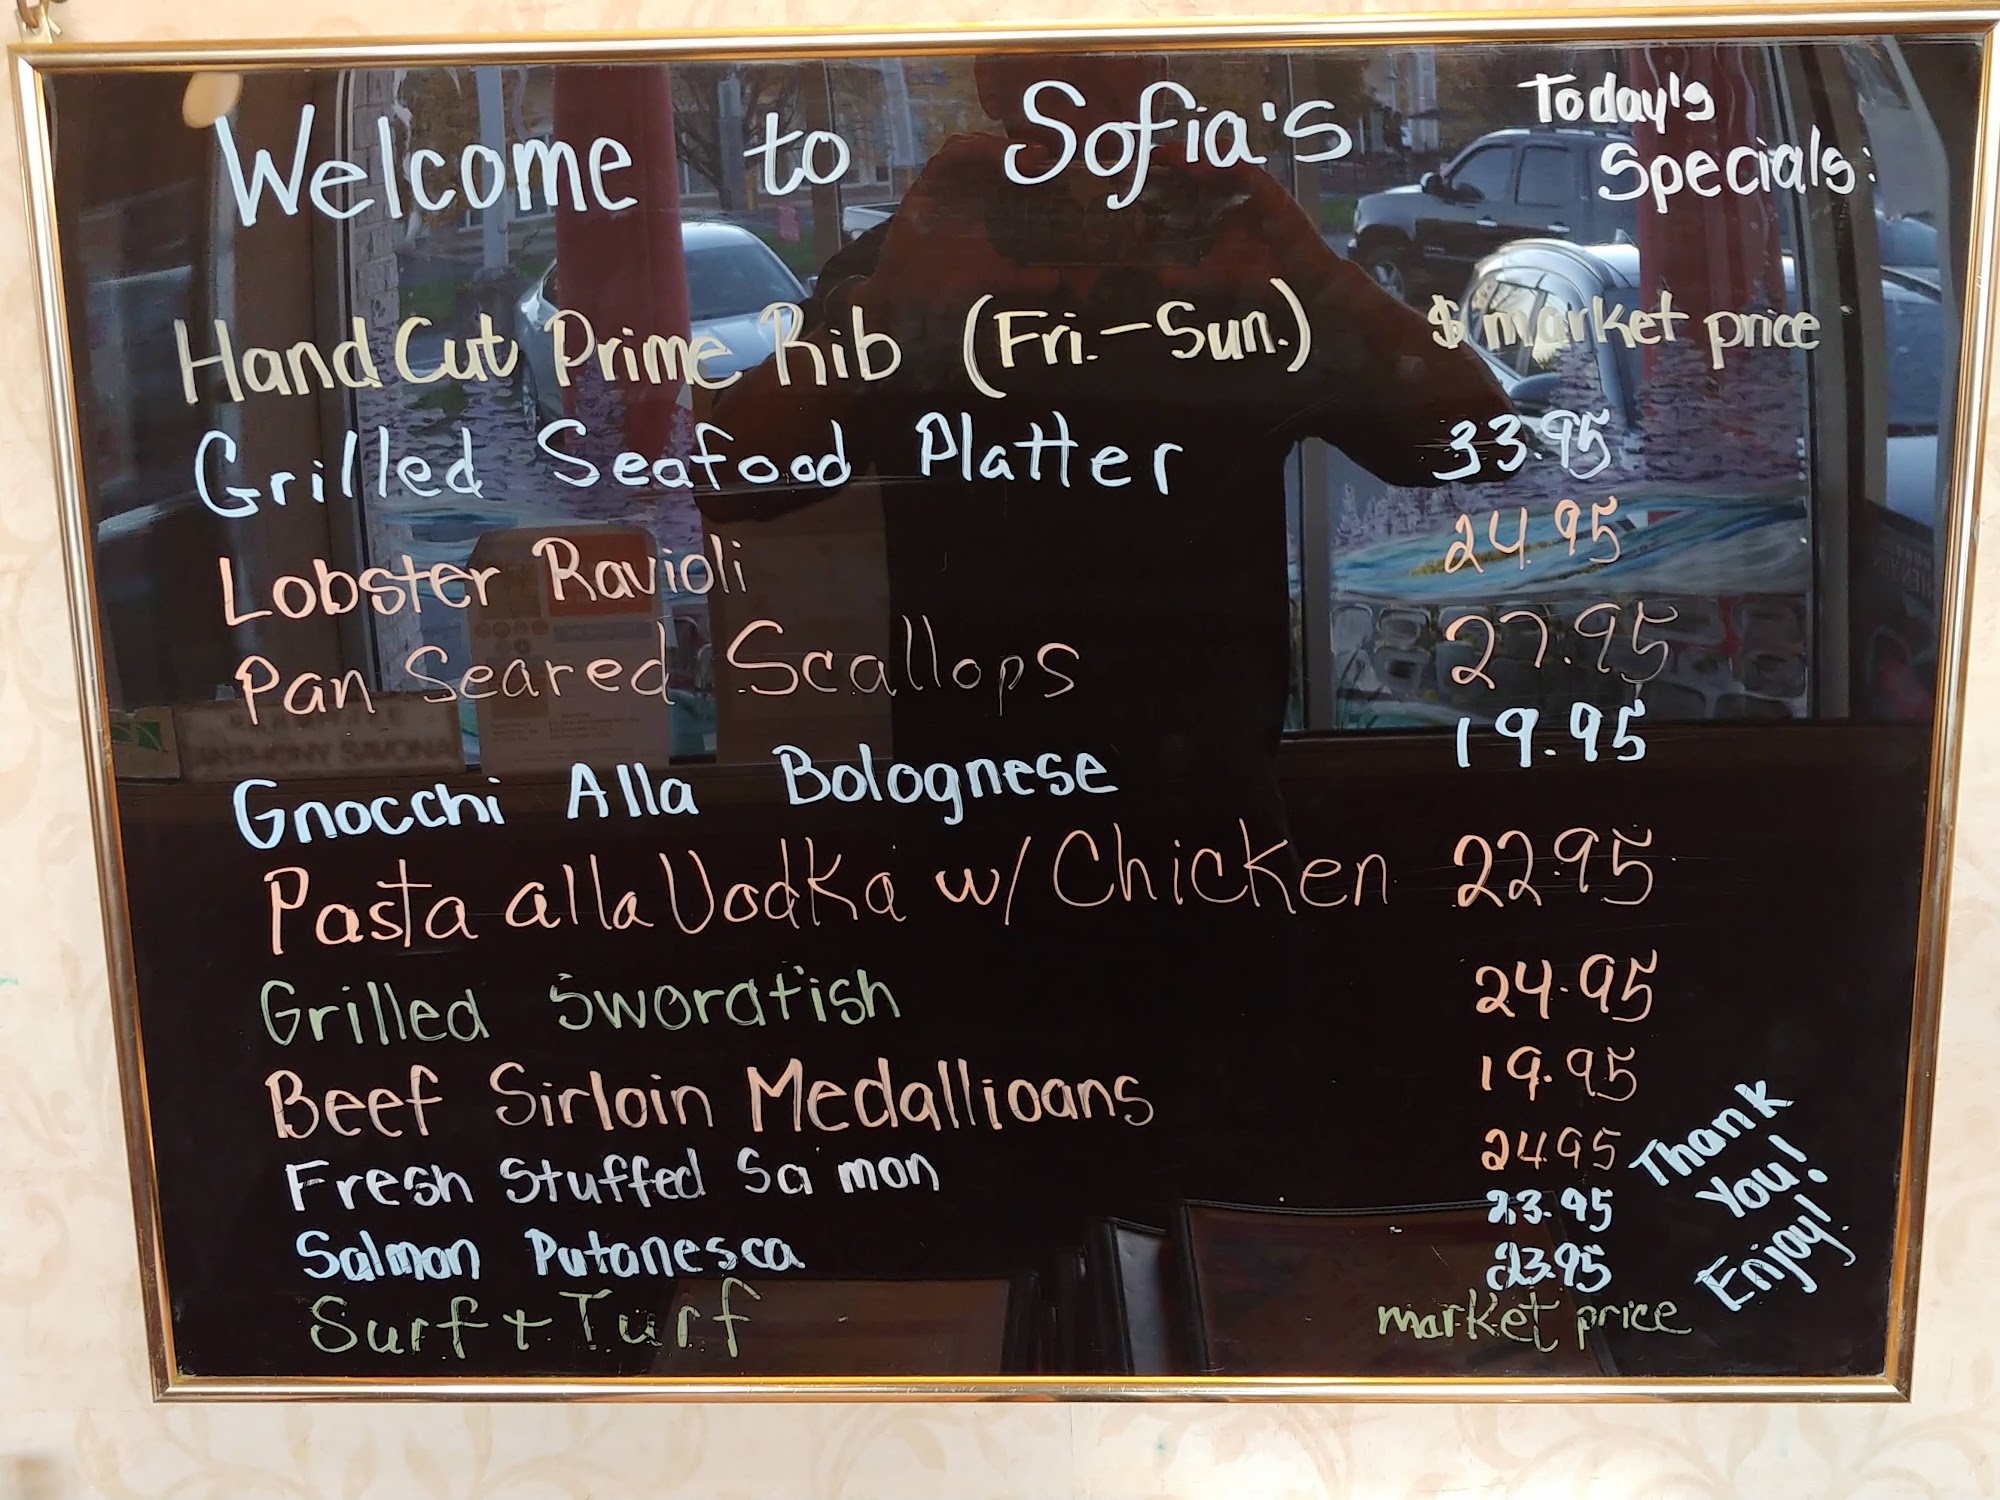 Welcome to Sofia's
Today's
Specials:
Hand Cut Prime Rib (Fri.-Sun.) $ market price
Grilled Seafood Platter 33.95
Lobster Ravioli 24.95
Pan Seared Scallops 27.95
Gnocchi Alla Bolognese 19.95
Pasta alla Vodka w/ Chicken 22.95
Grilled Swordfish 24.95
Beef Sirloin Medallioans 19.95
Fresh Stuffed Sa mon 24.95
23.95
Salmon Putanesca 23.95
Surf + Turf market price
Thank
You!
Enjoy!